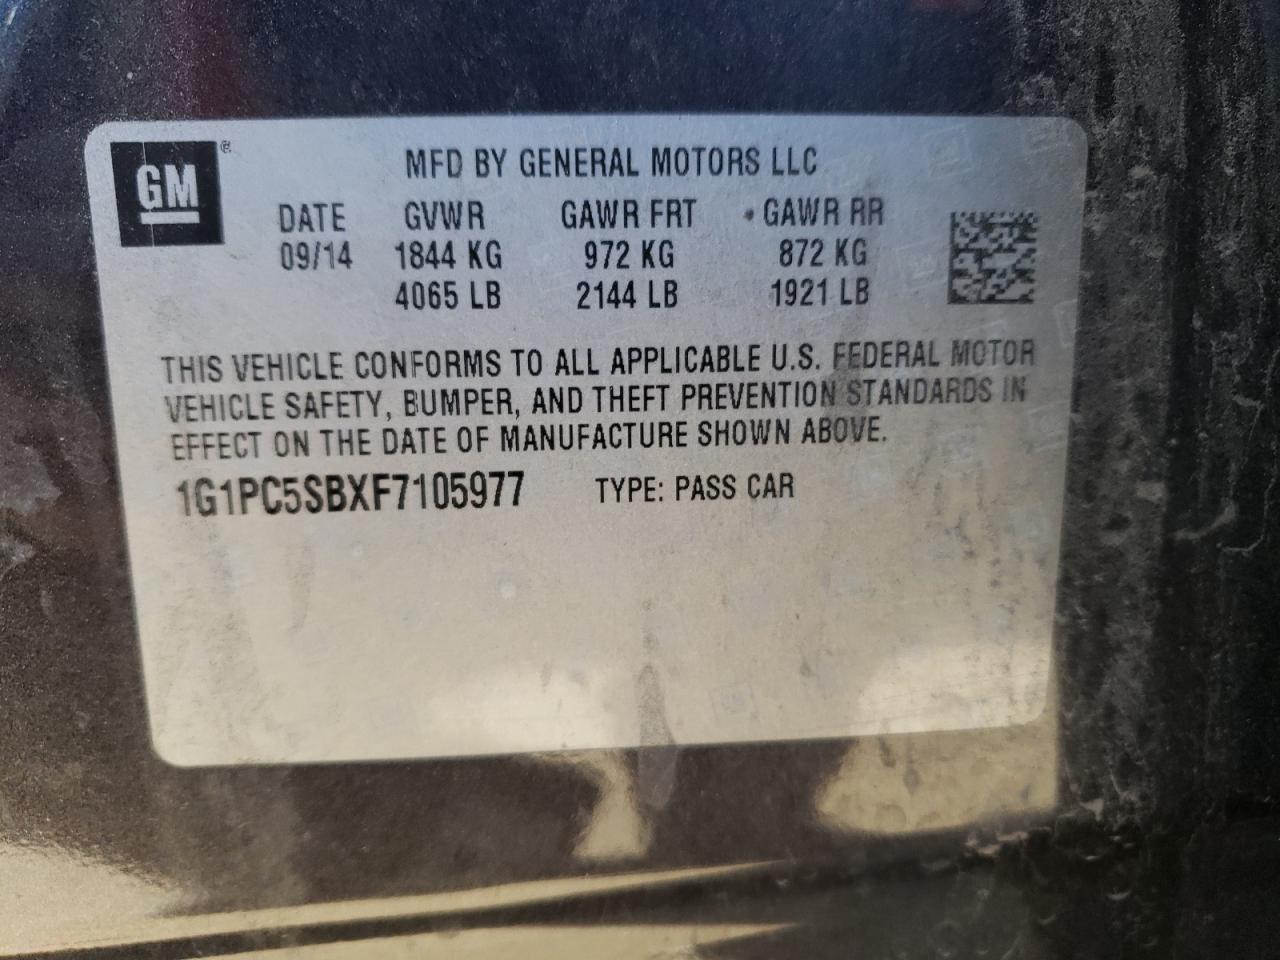 GM ®
MFD BY GENERAL MOTORS LLC
DATE GVWR GAWR FRT GAWR RR
09/14 1844 KG 972 KG 872 KG
4065 LB 2144 LB 1921 LB
THIS VEHICLE CONFORMS TO ALL APPLICABLE U.S. FEDERAL MOTOR
VEHICLE SAFETY, BUMPER, AND THEFT PREVENTION STANDARDS IN
EFFECT ON THE DATE OF MANUFACTURE SHOWN ABOVE.
1G1PC5SBXF7105977 TYPE: PASS CAR